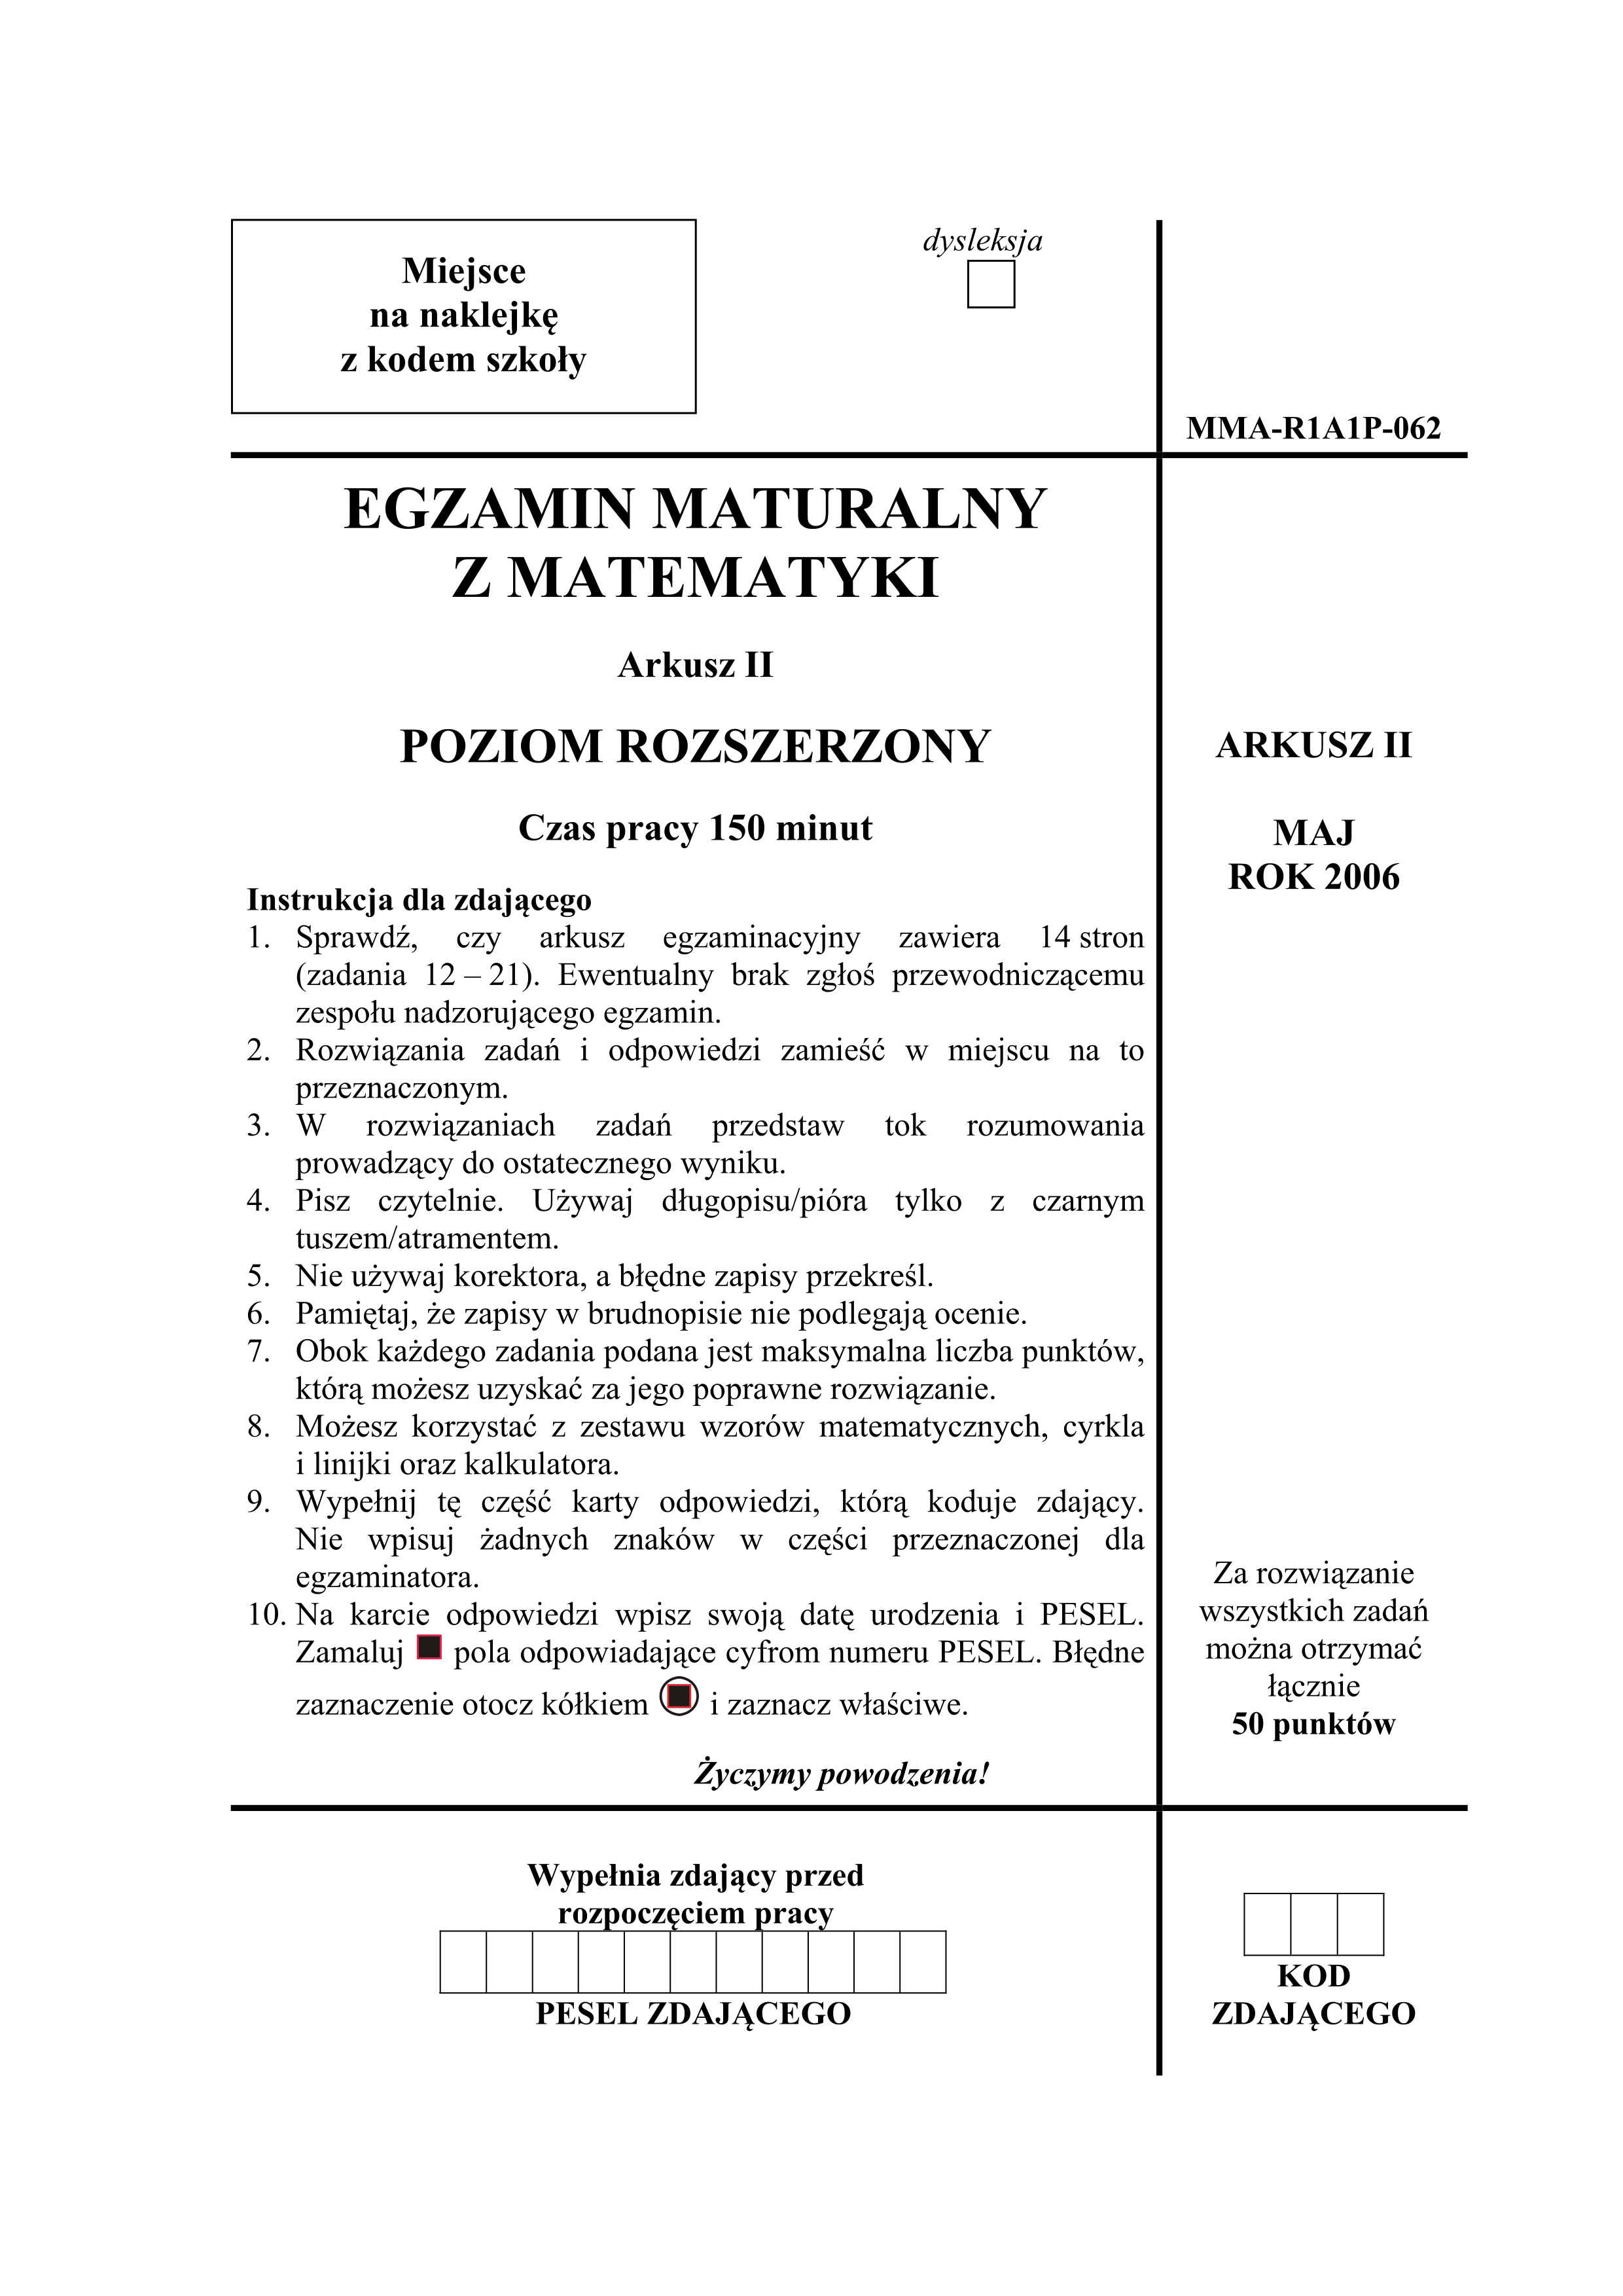 Miejsce
na naklejkę
z kodem szkoły
dysleksja
MMA-R1A1P-062
EGZAMIN MATURALNY
Z MATEMATYKI
Arkusz II
POZIOM ROZSZERZONY
Czas pracy 150 minut
Instrukcja dla zdającego
1. Sprawdź, czy arkusz egzaminacyjny zawiera 14 stron
(zadania 12 – 21). Ewentualny brak zgłoś przewodniczącemu
zespołu nadzorującego egzamin.
2. Rozwiązania zadań i odpowiedzi zamieść w miejscu na to
przeznaczonym.
3. W rozwiązaniach zadań przedstaw tok rozumowania
prowadzący do ostatecznego wyniku.
4. Pisz czytelnie. Używaj długopisu/pióra tylko z czarnym
tuszem/atramentem.
5. Nie używaj korektora, a błędne zapisy przekreśl.
6. Pamiętaj, że zapisy w brudnopisie nie podlegają ocenie.
7. Obok każdego zadania podana jest maksymalna liczba punktów,
którą możesz uzyskać za jego poprawne rozwiązanie.
8. Możesz korzystać z zestawu wzorów matematycznych, cyrkla
i linijki oraz kalkulatora.
9. Wypełnij tę część karty odpowiedzi, którą koduje zdający.
Nie wpisuj żadnych znaków w części przeznaczonej dla
egzaminatora.
10. Na karcie odpowiedzi wpisz swoją datę urodzenia i PESEL.
Zamaluj pola odpowiadające cyfrom numeru PESEL. Błędne
zaznaczenie otocz kółkiem i zaznacz właściwe.
Życzymy powodzenia!
ARKUSZ II
MAJ
ROK 2006
Za rozwiązanie
wszystkich zadań
można otrzymać
łącznie
50 punktów
Wypełnia zdający przed
rozpoczęciem pracy
PESEL ZDAJĄCEGO
KOD
ZDAJĄCEGO